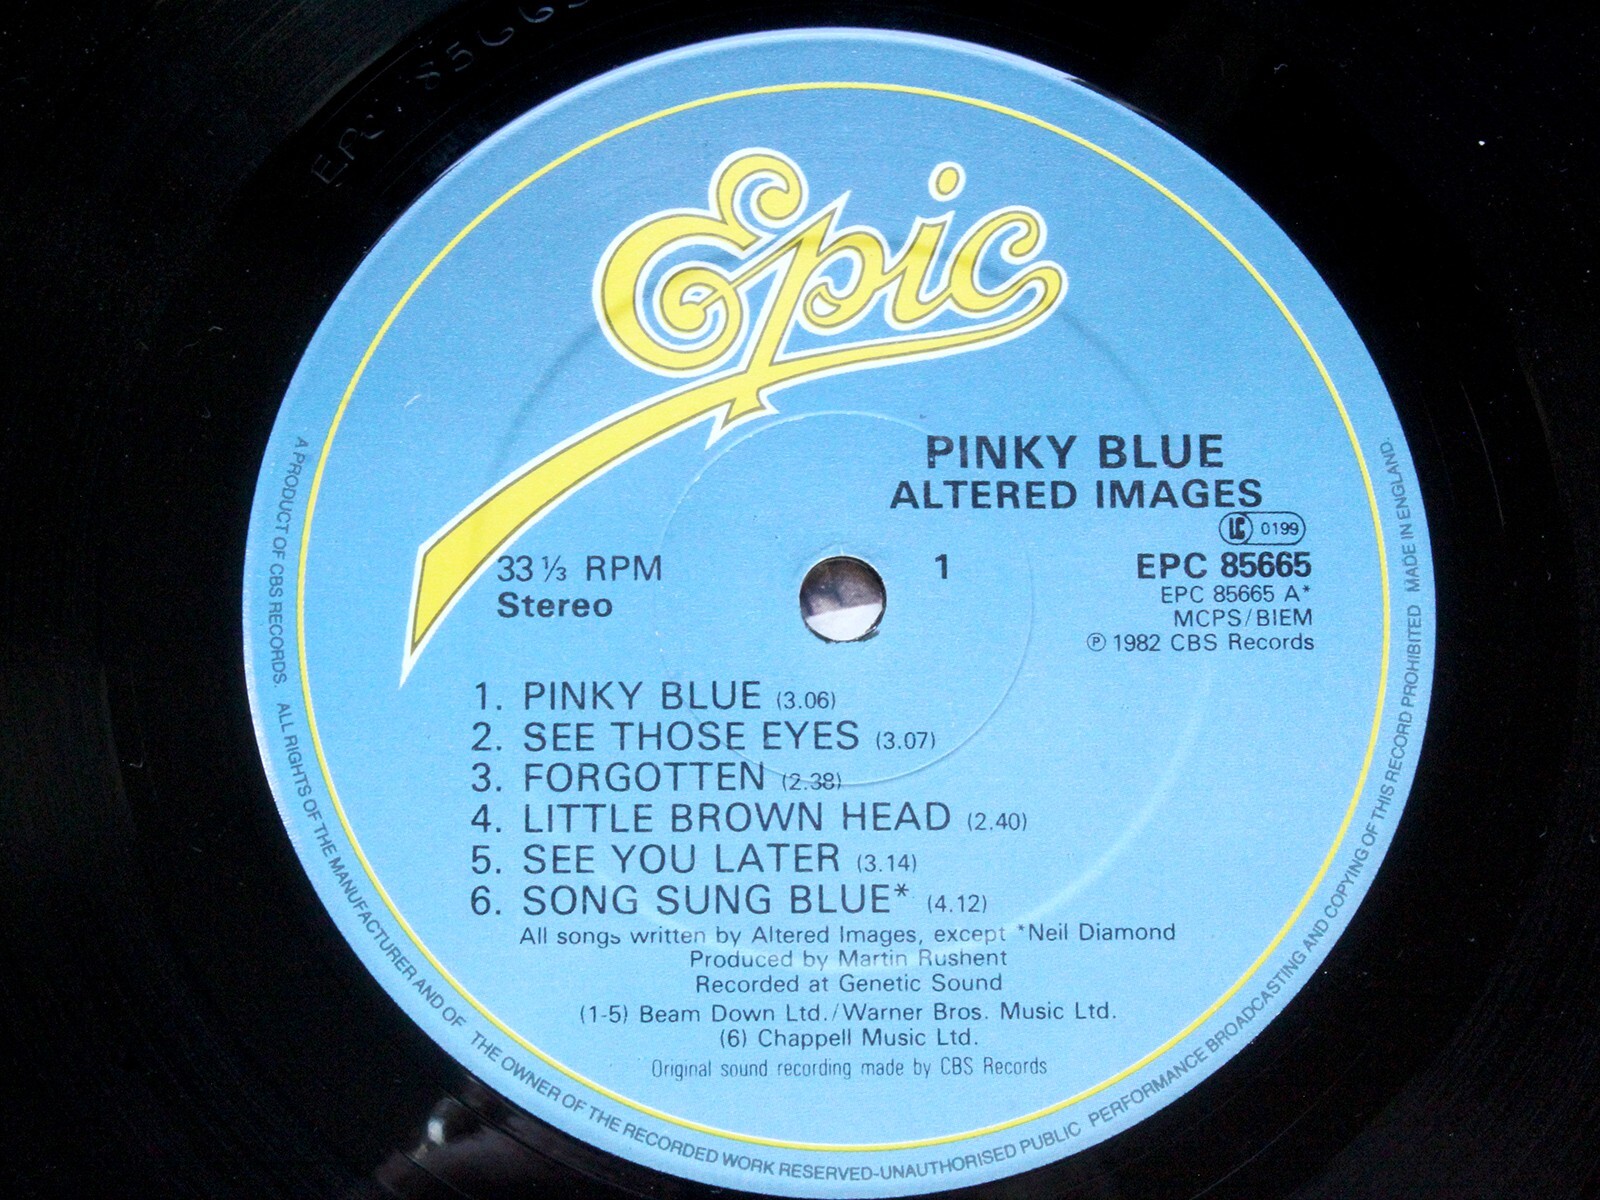 EPC · 85665
Epic
PINKY BLUE
ALTERED IMAGES
LC 0199
33 ⅓ RPM
Stereo
1
EPC 85665
EPC 85665 A*
MCPS/BIEM
℗ 1982 CBS Records
1. PINKY BLUE (3.06)
2. SEE THOSE EYES (3.07)
3. FORGOTTEN (2.38)
4. LITTLE BROWN HEAD (2.40)
5. SEE YOU LATER (3.14)
6. SONG SUNG BLUE* (4.12)
All songs written by Altered Images, except *Neil Diamond
Produced by Martin Rushent
Recorded at Genetic Sound
(1-5) Beam Down Ltd./Warner Bros. Music Ltd.
(6) Chappell Music Ltd.
Original sound recording made by CBS Records
A PRODUCT OF CBS RECORDS. ALL RIGHTS OF THE MANUFACTURER AND OF THE OWNER OF THE RECORDED WORK RESERVED-UNAUTHORISED PUBLIC PERFORMANCE BROADCASTING AND COPYING OF THIS RECORD PROHIBITED MADE IN ENGLAND.